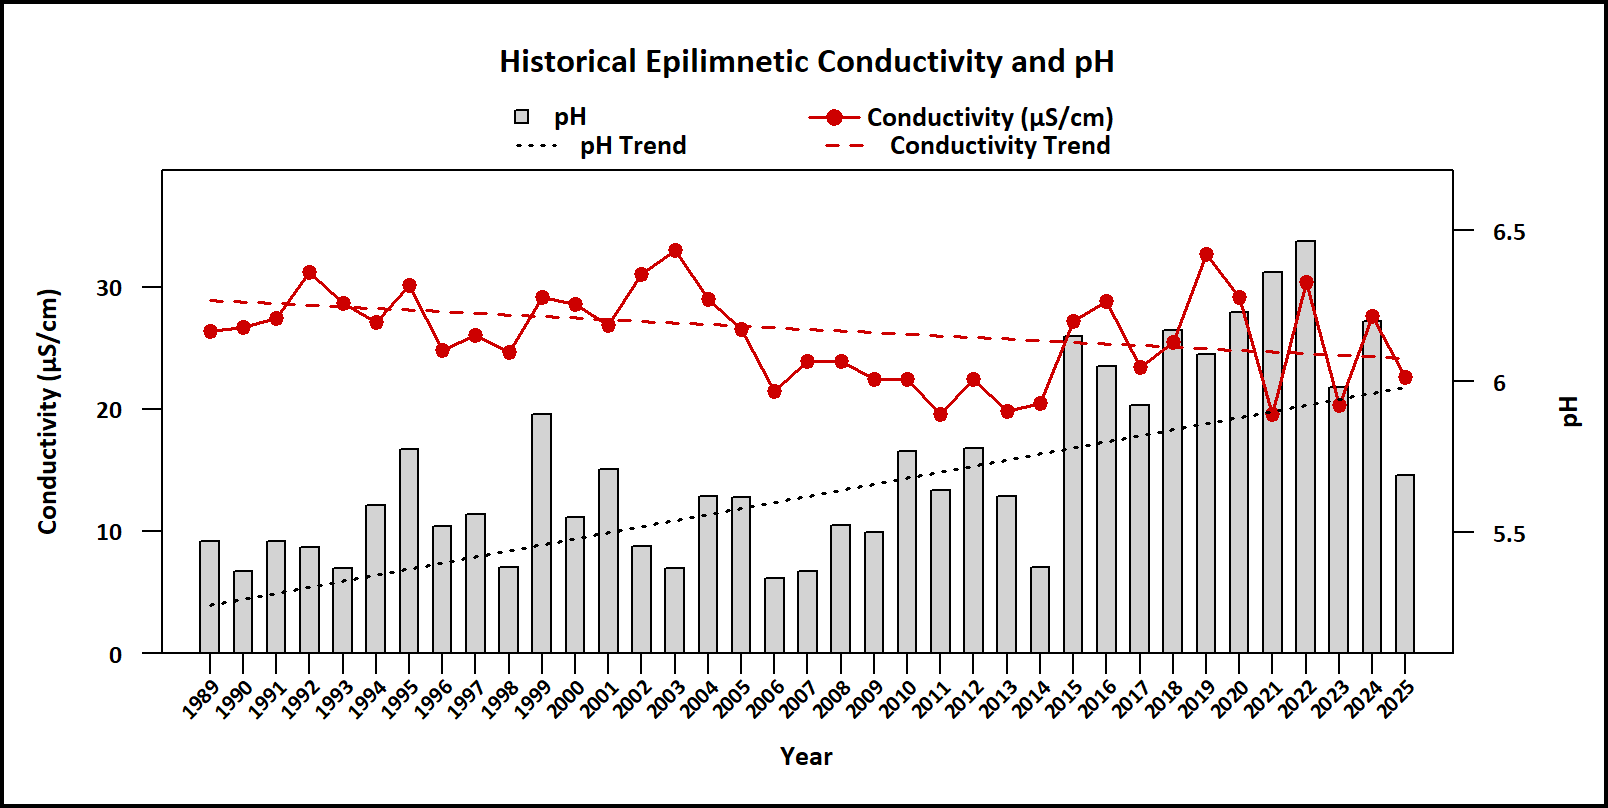 Historical Epilimnetic Conductivity and pH
pH
Conductivity (µS/cm)
pH Trend
Conductivity Trend
Conductivity (µS/cm)
30
20
10
0
6.5
6
5.5
pH
1989 1990 1991 1992 1993 1994 1995 1996 1997 1998 1999 2000 2001 2002 2003 2004 2005 2006 2007 2008 2009 2010 2011 2012 2013 2014 2015 2016 2017 2018 2019 2020 2021 2022 2023 2024 2025
Year